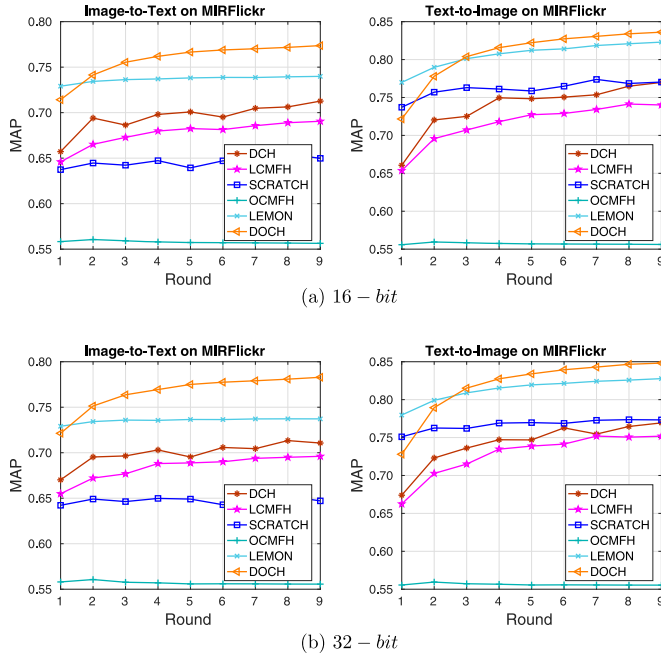 Image-to-Text on MIRFlickr
0.80
0.75
0.70
0.65
0.60
0.55
MAP
1 2 3 4 5 6 7 8 9
Round
DCH
LCMFH
SCRATCH
OCMFH
LEMON
DOCH
Text-to-Image on MIRFlickr
0.85
0.80
0.75
0.70
0.65
0.60
0.55
1 2 3 4 5 6 7 8 9
Round
DCH
LCMFH
SCRATCH
OCMFH
LEMON
DOCH
(a) 16 − bit
Image-to-Text on MIRFlickr
0.80
0.75
0.70
0.65
0.60
0.55
MAP
1 2 3 4 5 6 7 8 9
Round
DCH
LCMFH
SCRATCH
OCMFH
LEMON
DOCH
Text-to-Image on MIRFlickr
0.85
0.80
0.75
0.70
0.65
0.60
0.55
1 2 3 4 5 6 7 8 9
Round
DCH
LCMFH
SCRATCH
OCMFH
LEMON
DOCH
(b) 32 − bit